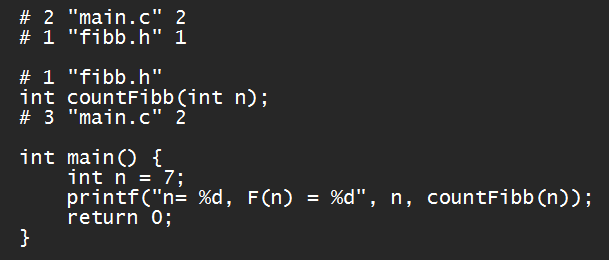 # 2 "main.c" 2
# 1 "fibb.h" 1

# 1 "fibb.h"
int countFibb(int n);
# 3 "main.c" 2

int main() {
    int n = 7;
    printf("n= %d, F(n) = %d", n, countFibb(n));
    return 0;
}